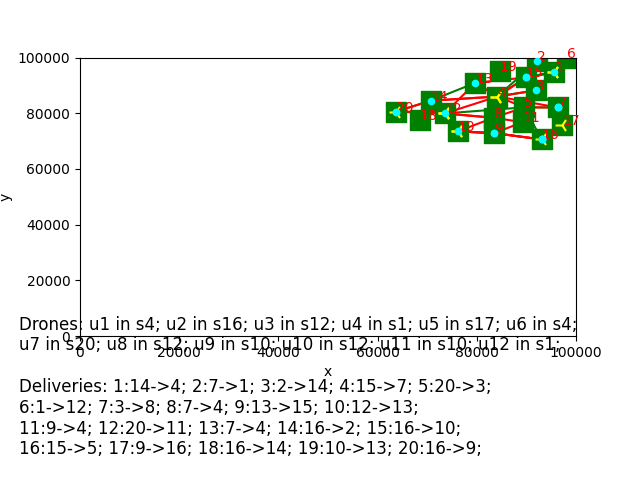 100000
80000
60000
40000
20000
0
y
0 20000 40000 60000 80000 100000
x
2
6
19
4
17
Drones: u1 in s4; u2 in s16; u3 in s12; u4 in s1; u5 in s17; u6 in s4;
u7 in s20; u8 in s12; u9 in s10; u10 in s12; u11 in s10; u12 in s1;
Deliveries: 1:14->4; 2:7->1; 3:2->14; 4:15->7; 5:20->3;
6:1->12; 7:3->8; 8:7->4; 9:13->15; 10:12->13;
11:9->4; 12:20->11; 13:7->4; 14:16->2; 15:16->10;
16:15->5; 17:9->16; 18:16->14; 19:10->13; 20:16->9;